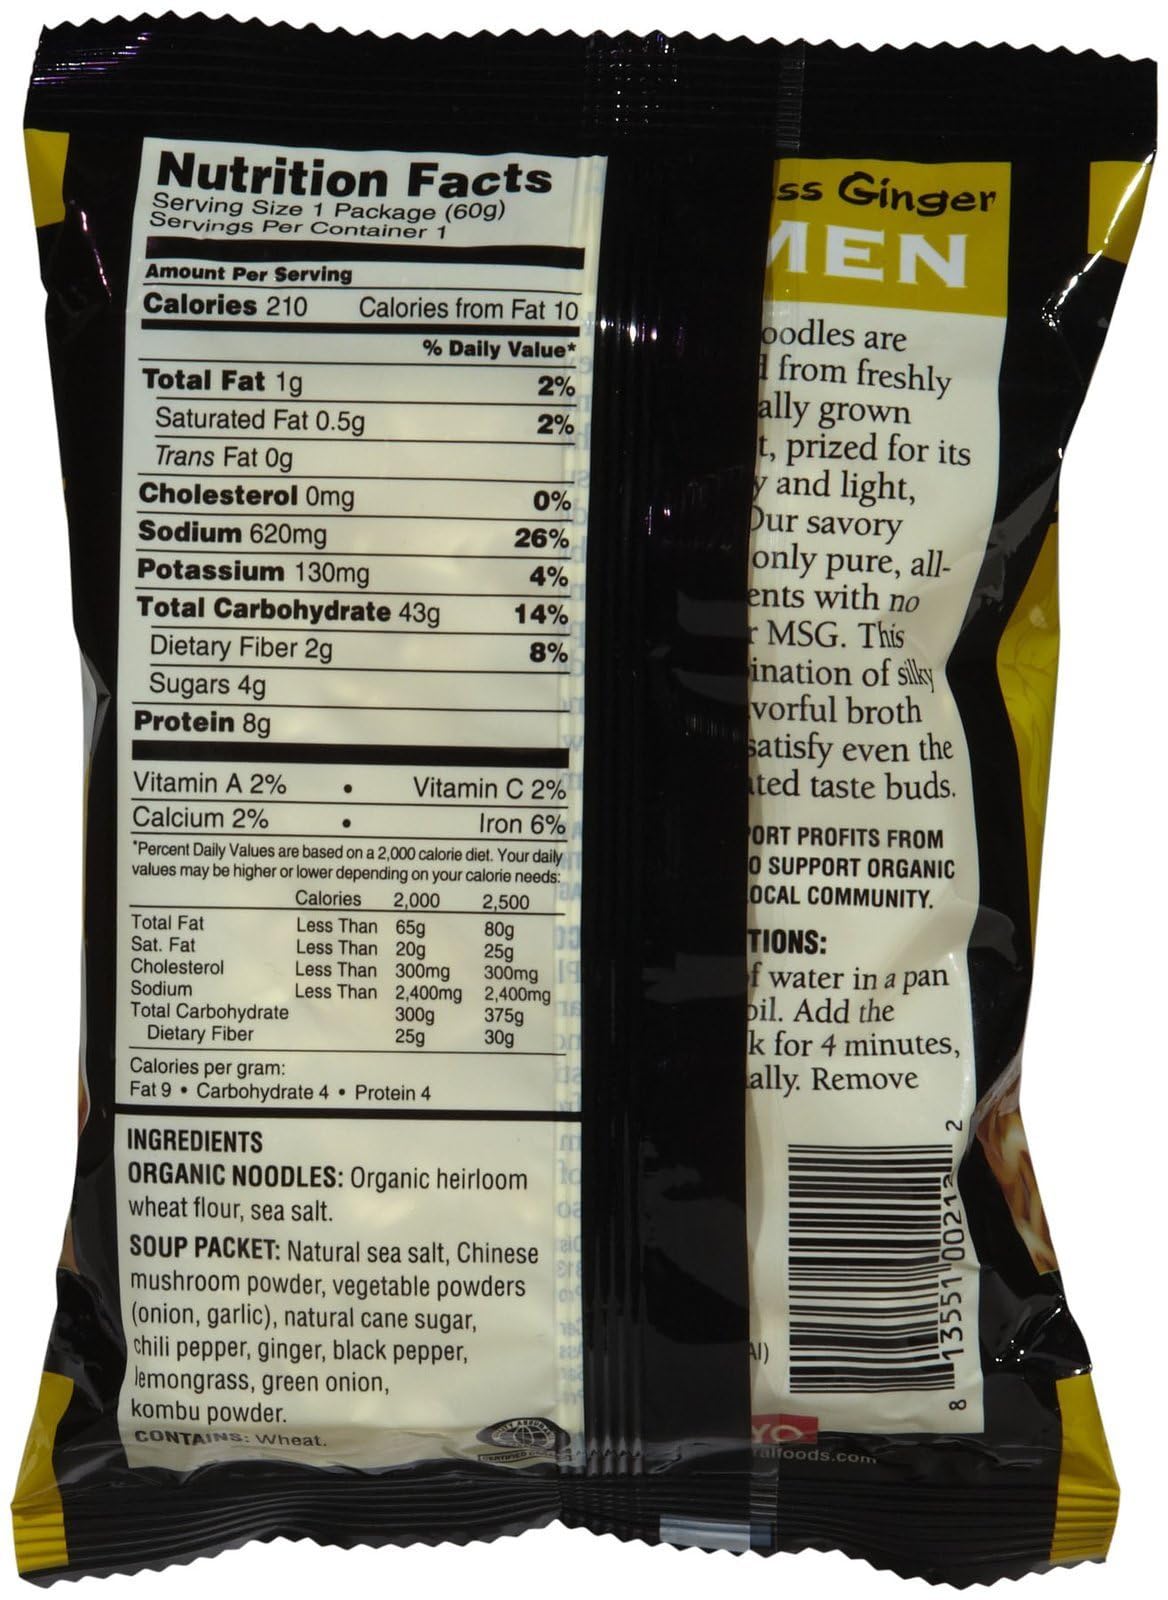 Nutrition Facts
Serving Size 1 Package (60g)
Servings Per Container 1
Amount Per Serving
Calories 210 Calories from Fat 10
% Daily Value*
Total Fat 1g 2%
Saturated Fat 0.5g 2%
Trans Fat 0g
Cholesterol 0mg 0%
Sodium 620mg 26%
Potassium 130mg 4%
Total Carbohydrate 43g 14%
Dietary Fiber 2g 8%
Sugars 4g
Protein 8g
Vitamin A 2% • Vitamin C 2%
Calcium 2% • Iron 6%
*Percent Daily Values are based on a 2,000 calorie diet. Your daily
values may be higher or lower depending on your calorie needs:
Calories 2,000 2,500
Total Fat Less Than 65g 80g
Sat. Fat Less Than 20g 25g
Cholesterol Less Than 300mg 300mg
Sodium Less Than 2,400mg 2,400mg
Total Carbohydrate 300g 375g
Dietary Fiber 25g 30g
Calories per gram:
Fat 9 • Carbohydrate 4 • Protein 4
INGREDIENTS
ORGANIC NOODLES: Organic heirloom
wheat flour, sea salt.
SOUP PACKET: Natural sea salt, Chinese
mushroom powder, vegetable powders
(onion, garlic), natural cane sugar,
chili pepper, ginger, black pepper,
lemongrass, green onion,
kombu powder.
CONTAINS: Wheat.
ss Ginger
MEN
oodles are
from freshly
ally grown
t, prized for its
y and light,
Our savory
only pure, all-
ents with no
r MSG. This
ination of silky
vorful broth
satisfy even the
ated taste buds.
PORT PROFITS FROM
O SUPPORT ORGANIC
OCAL COMMUNITY.
TIONS:
f water in a pan
oil. Add the
k for 4 minutes,
ally. Remove
8 13551 00212 2
AI)
YO
ralfoods.com